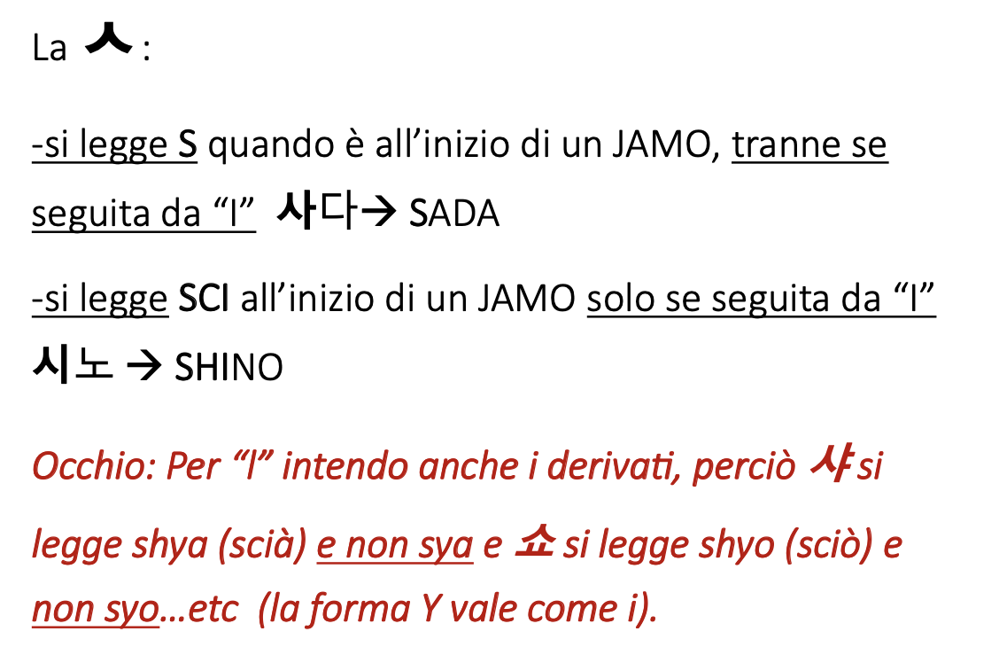 La ㅅ :
-si legge S quando è all’inizio di un JAMO, tranne se
seguita da “I” 사다→ SADA
-si legge SCI all’inizio di un JAMO solo se seguita da “I”
시노 → SHINO
Occhio: Per “I” intendo anche i derivati, perciò 샤 si
legge shya (scià) e non sya e 쇼 si legge shyo (sciò) e
non syo…etc (la forma Y vale come i).